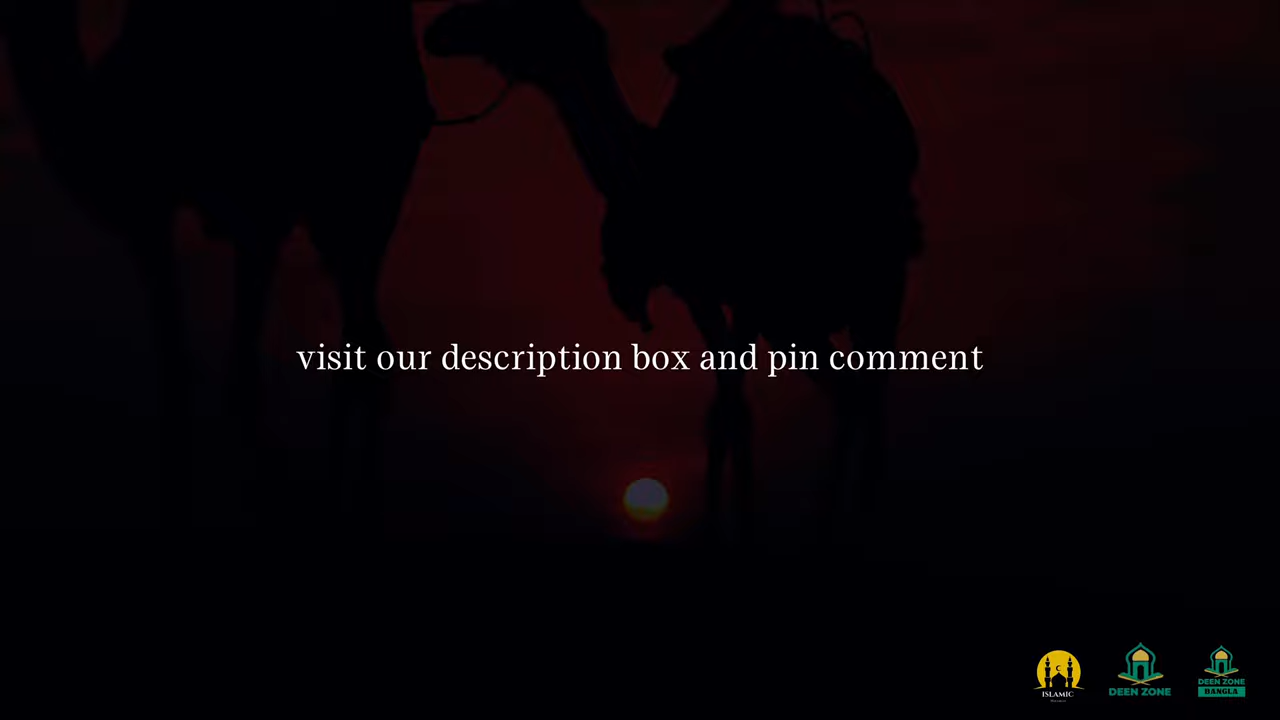 visit our description box and pin comment
ISLAMIC
DEEN ZONE
DEEN ZONE
BANGLA